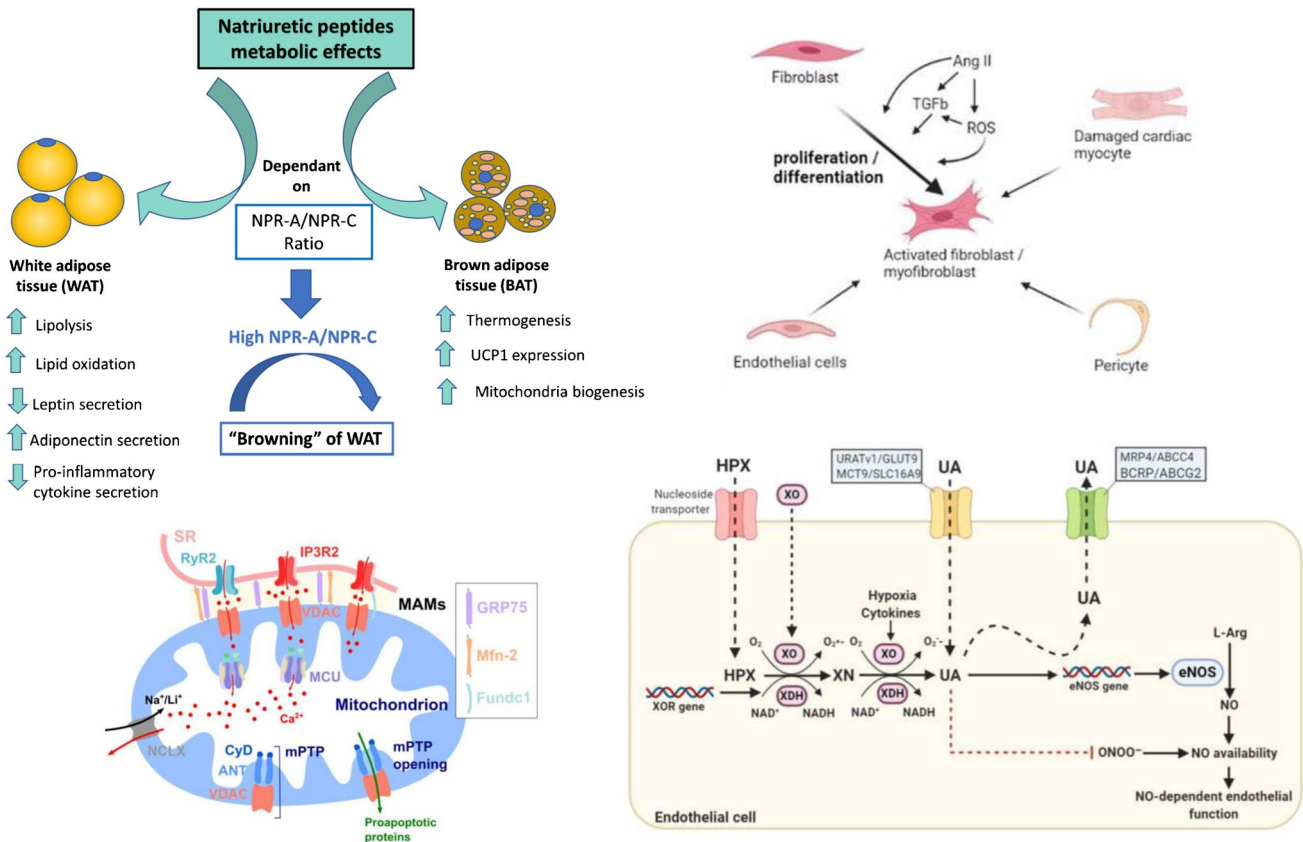 Natriuretic peptides
metabolic effects
Dependant
on
NPR-A/NPR-C
Ratio
White adipose
tissue (WAT)
Lipolysis
Lipid oxidation
Leptin secretion
Adiponectin secretion
Pro-inflammatory
cytokine secretion
High NPR-A/NPR-C
“Browning” of WAT
Brown adipose
tissue (BAT)
Thermogenesis
UCP1 expression
Mitochondria biogenesis
Fibroblast
Ang II
TGFb
ROS
proliferation /
differentiation
Damaged cardiac
myocyte
Activated fibroblast /
myofibroblast
Endothelial cells
Pericyte
SR
RyR2
IP3R2
VDAC
MAMs
GRP75
Mfn-2
Fundc1
MCU
Na⁺/Li⁺
Ca²⁺
Mitochondrion
NCLX
CyD
ANT
VDAC
mPTP
mPTP
opening
Proapoptotic
proteins
HPX
Nucleoside
transporter
XO
URATv1/GLUT9
MCT9/SLC16A9
UA
UA
MRP4/ABCC4
BCRP/ABCG2
Hypoxia
Cytokines
UA
L-Arg
O₂
XO
O₂•-
O₂
XO
O₂·-
XOR gene
HPX
XDH
XN
XDH
UA
eNOS gene
eNOS
NAD⁺
NADH
NAD⁺
NADH
NO
ONOO⁻
NO availability
NO-dependent endothelial
function
Endothelial cell